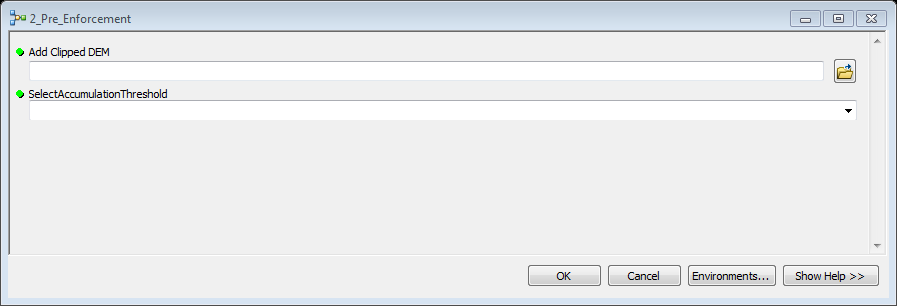 2_Pre_Enforcement
Add Clipped DEM
SelectAccumulationThreshold
OK Cancel Environments... Show Help >>